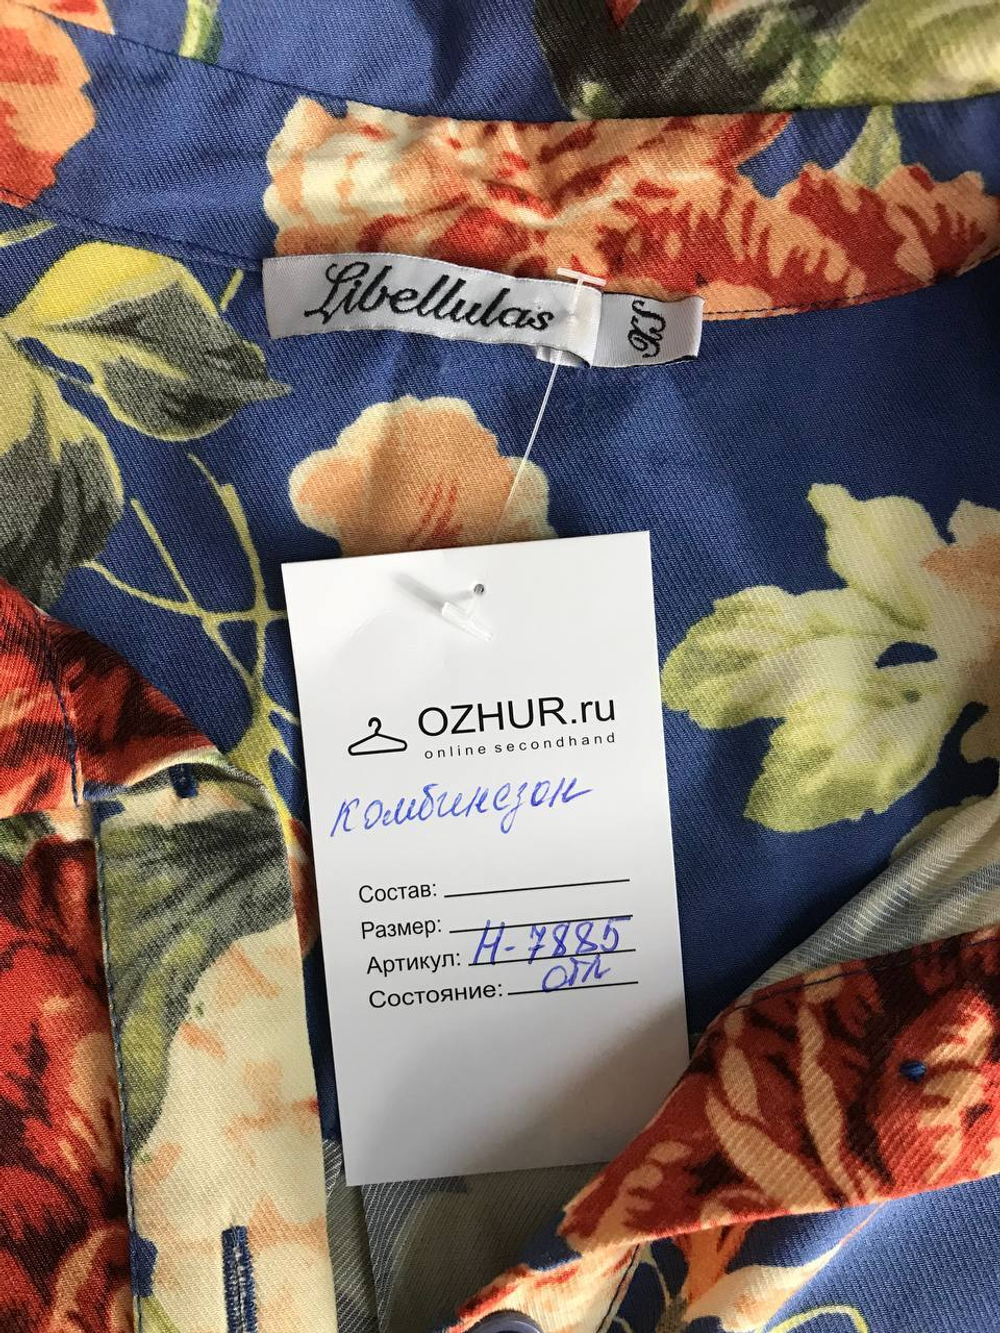 Libellulas
XS
OZHUR.ru
online secondhand
комбинезон
Состав:
Размер:
Артикул: Н-7885
Состояние: отл